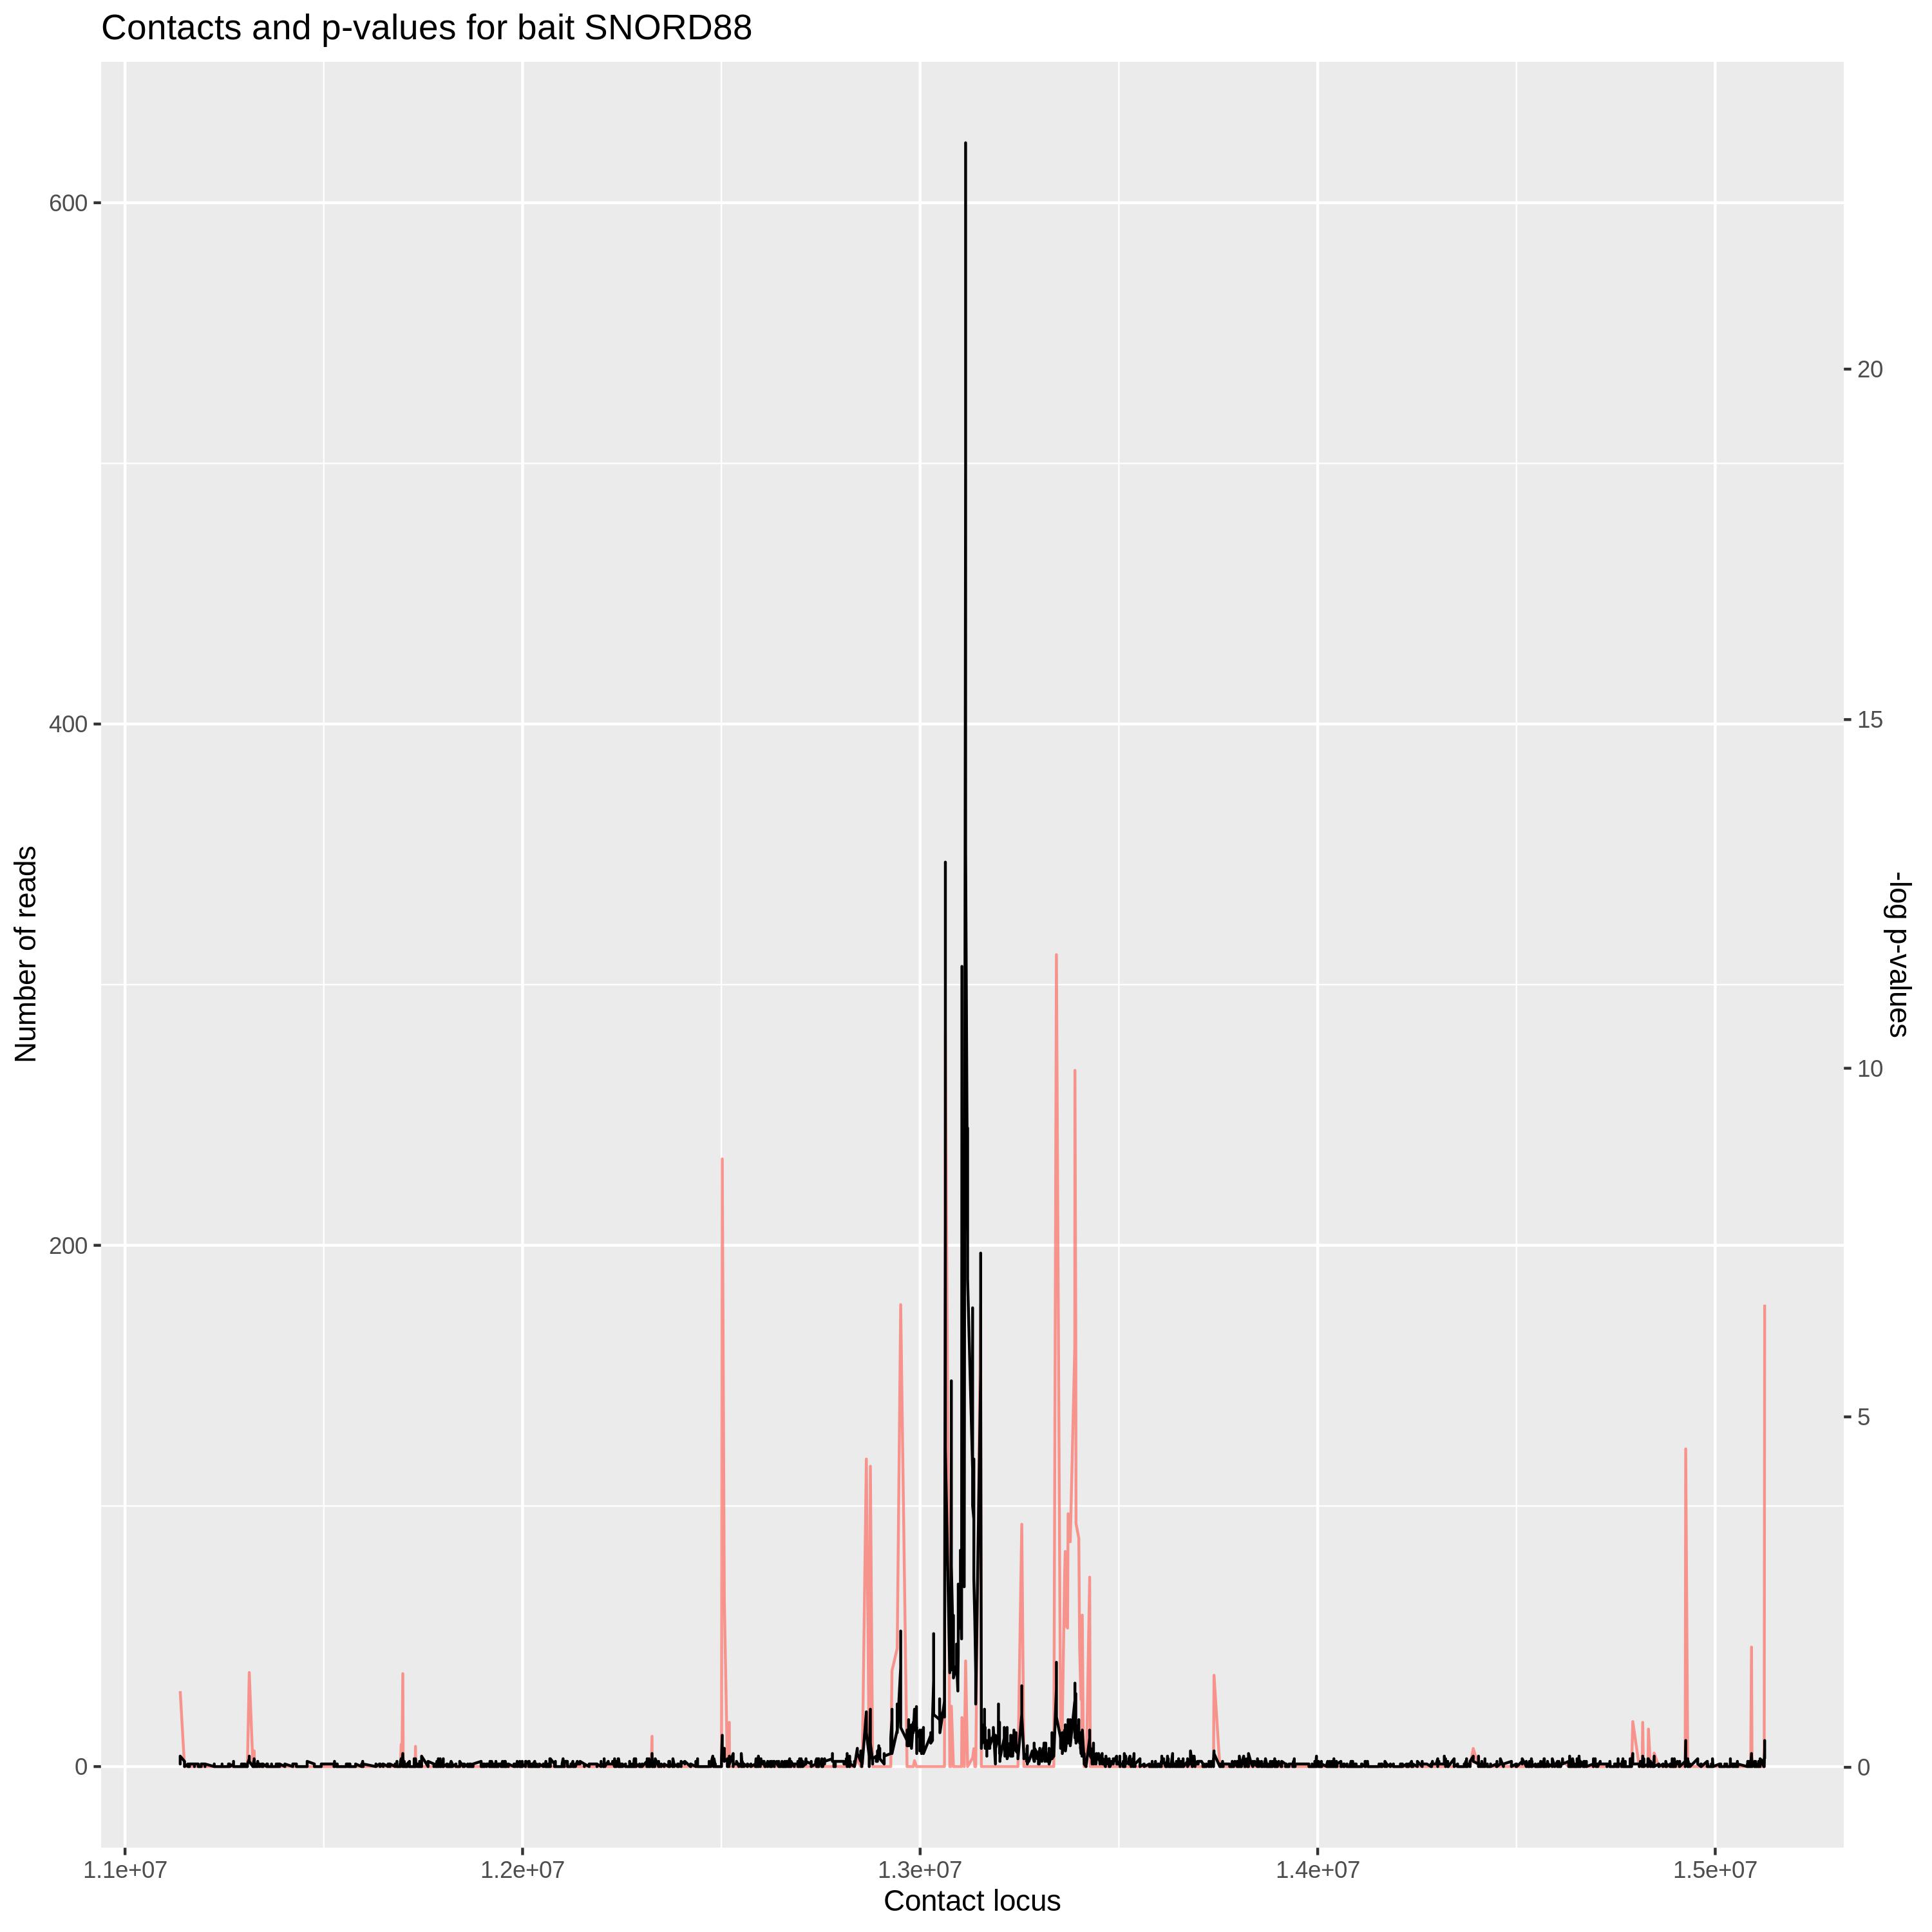 Contacts and p-values for bait SNORD88
600
400
200
0
20
15
10
5
0
Number of reads
-log p-values
1.1e+07
1.2e+07
1.3e+07
1.4e+07
1.5e+07
Contact locus